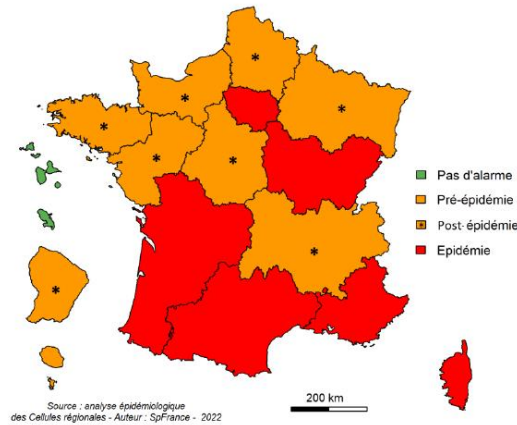 Pas d'alarme
Pré-épidémie
Post-épidémie
Epidémie
200 km
Source : analyse épidémiologique
des Cellules régionales - Auteur : SpFrance - 2022